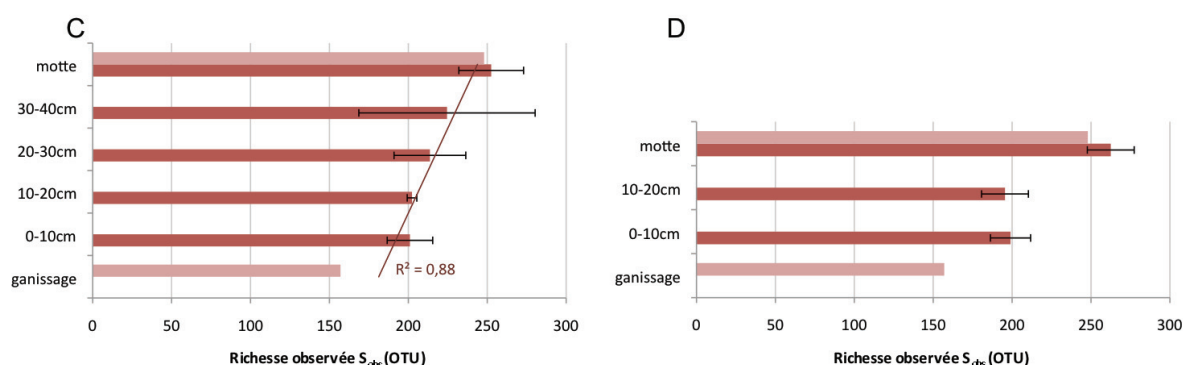 C
motte
30-40cm
20-30cm
10-20cm
0-10cm
ganissage
R² = 0,88
0 50 100 150 200 250 300
Richesse observée S_obs (OTU)
D
motte
10-20cm
0-10cm
ganissage
0 50 100 150 200 250 300
Richesse observée S_obs (OTU)